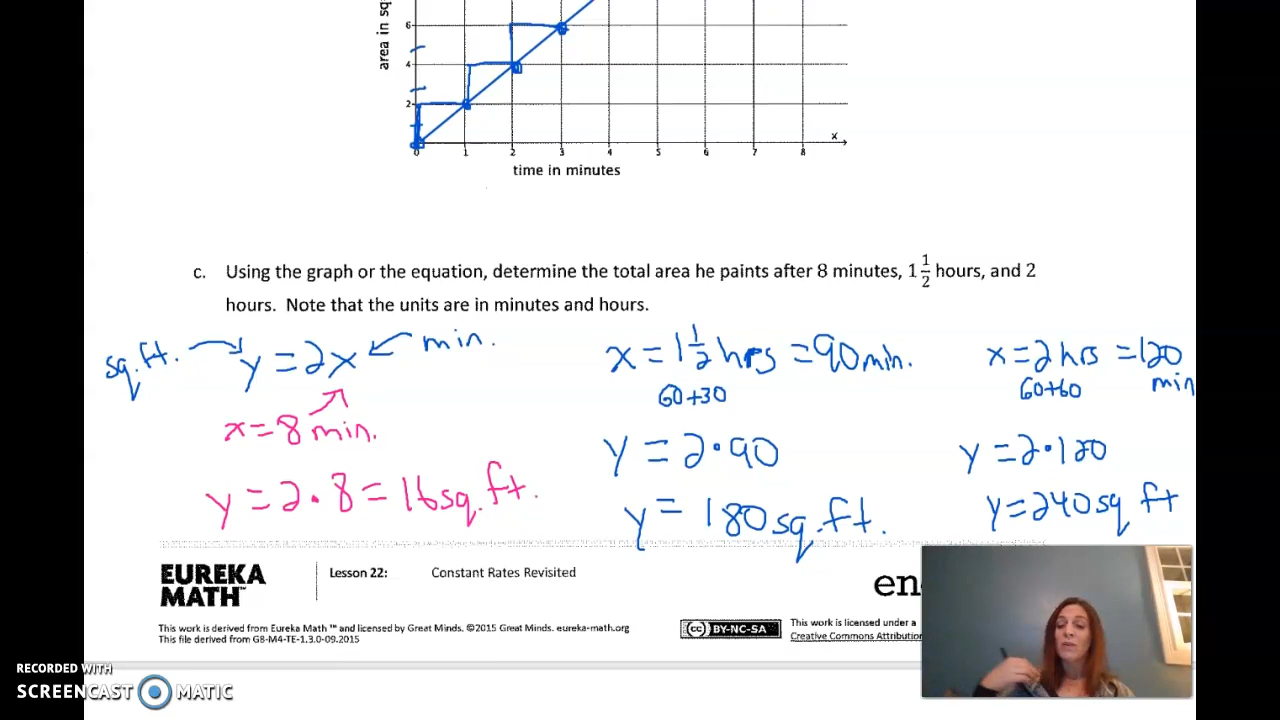 area in sq
6
4
2
0 1 2 3 4 5 6 7 8
x
time in minutes
c. Using the graph or the equation, determine the total area he paints after 8 minutes, 1 1/2 hours, and 2
hours. Note that the units are in minutes and hours.
sq.ft. y = 2x min.
x = 8 min.
y = 2 • 8 = 16 sq. ft.
x = 1 1/2 hrs = 90 min.
60+30
y = 2 • 90
y = 180 sq. ft.
x = 2 hrs = 120
min
60+60
y = 2 • 120
y = 240 sq ft
EUREKA
MATH™
Lesson 22: Constant Rates Revisited
en
This work is derived from Eureka Math ™ and licensed by Great Minds. ©2015 Great Minds. eureka-math.org
This file derived from G8-M4-TE-1.3.0-09.2015
cc BY-NC-SA
This work is licensed under a
Creative Commons Attribution
RECORDED WITH
SCREENCAST MATIC